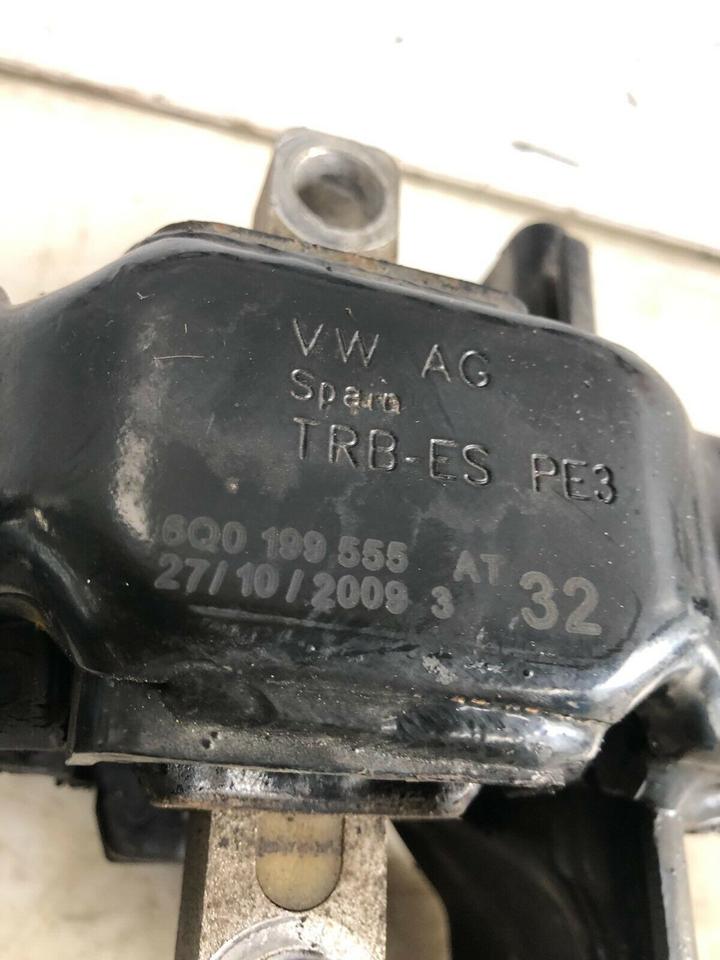 VW AG
Spain
TRB-ES PE3
6Q0 199 555 AT 32
27/10/2009 3